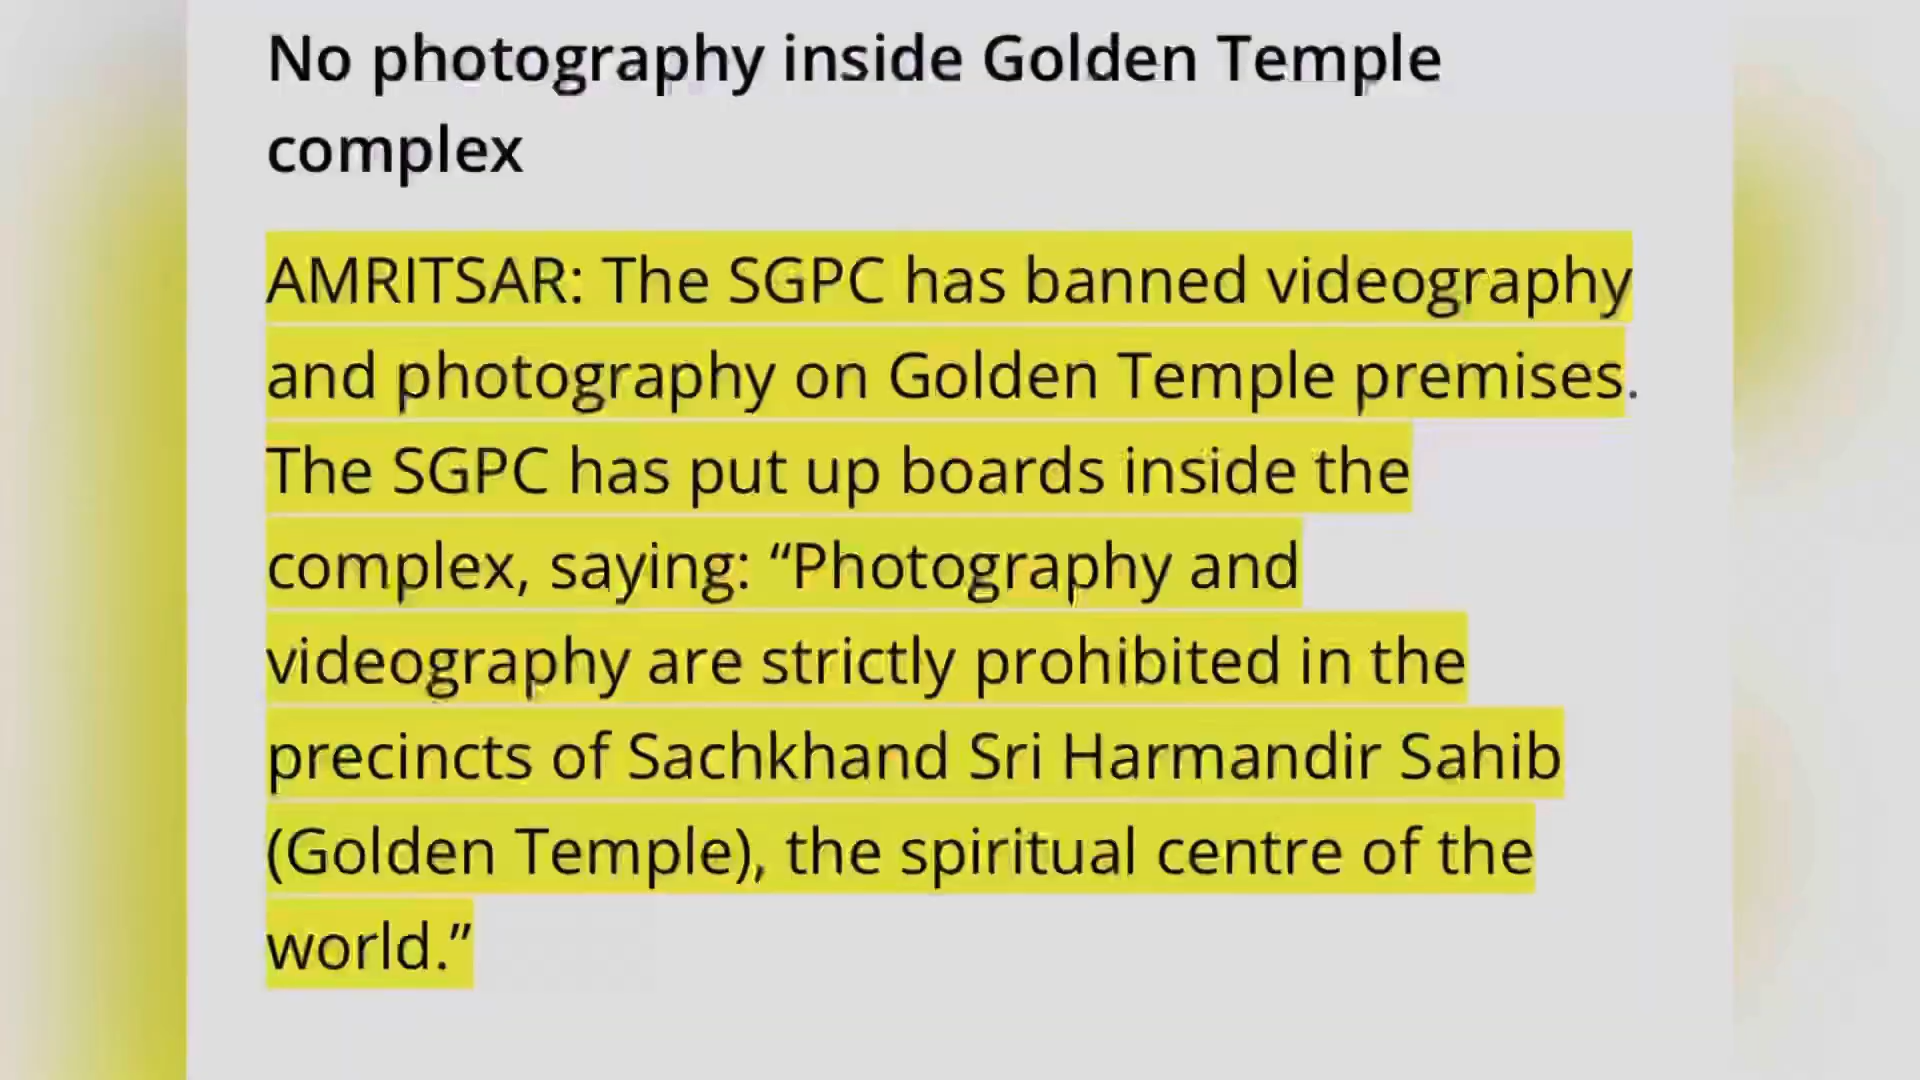 No photography inside Golden Temple
complex
AMRITSAR: The SGPC has banned videography
and photography on Golden Temple premises.
The SGPC has put up boards inside the
complex, saying: “Photography and
videography are strictly prohibited in the
precincts of Sachkhand Sri Harmandir Sahib
(Golden Temple), the spiritual centre of the
world.”